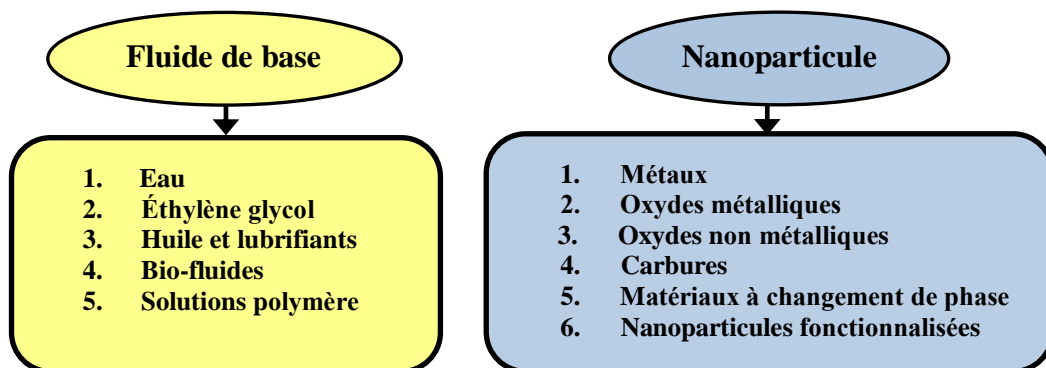 Fluide de base
1. Eau
2. Éthylène glycol
3. Huile et lubrifiants
4. Bio-fluides
5. Solutions polymère
Nanoparticule
1. Métaux
2. Oxydes métalliques
3. Oxydes non métalliques
4. Carbures
5. Matériaux à changement de phase
6. Nanoparticules fonctionnalisées